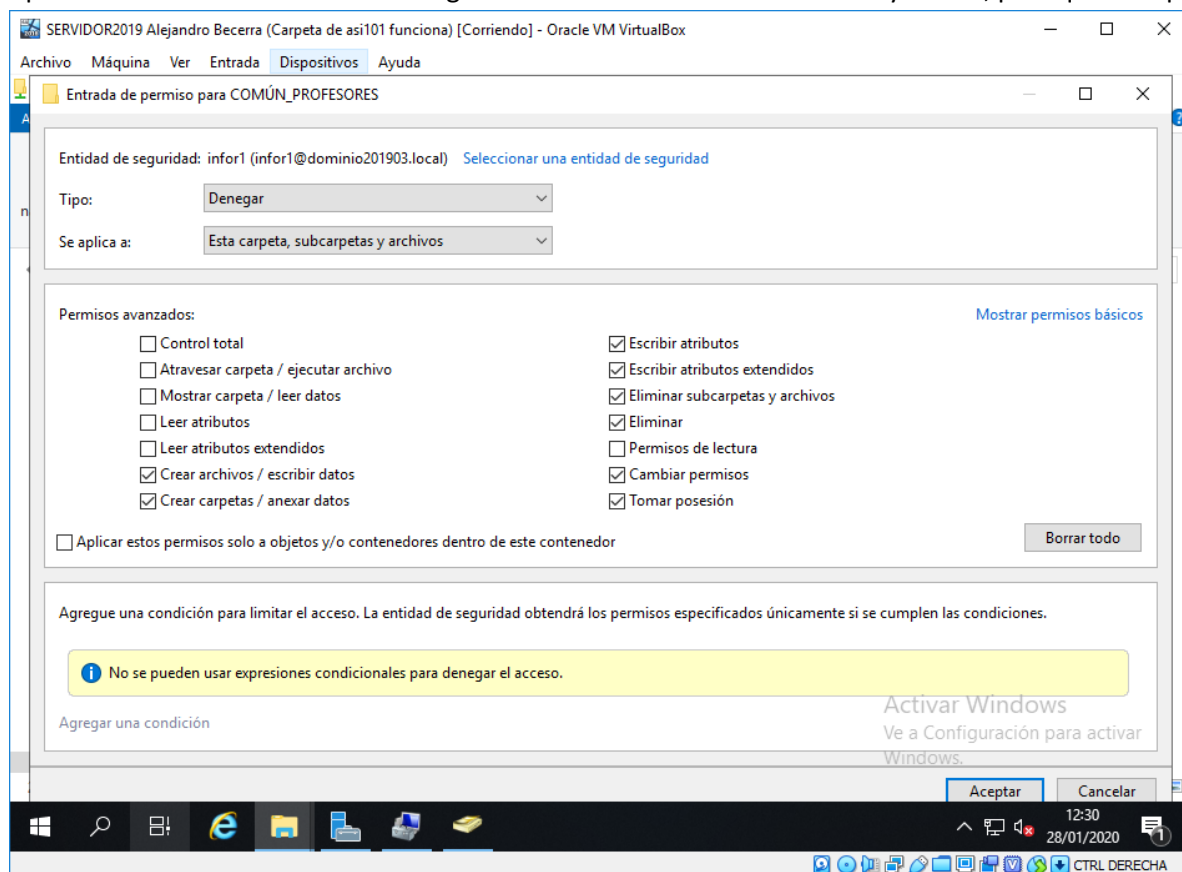 SERVIDOR2019 Alejandro Becerra (Carpeta de asi101 funciona) [Corriendo] - Oracle VM VirtualBox
Archivo Máquina Ver Entrada Dispositivos Ayuda
Entrada de permiso para COMÚN_PROFESORES
Entidad de seguridad: infor1 (infor1@dominio201903.local) Seleccionar una entidad de seguridad
Tipo: Denegar
Se aplica a: Esta carpeta, subcarpetas y archivos
Permisos avanzados: Mostrar permisos básicos
Control total Escribir atributos
Atravesar carpeta / ejecutar archivo Escribir atributos extendidos
Mostrar carpeta / leer datos Eliminar subcarpetas y archivos
Leer atributos Eliminar
Leer atributos extendidos Permisos de lectura
Crear archivos / escribir datos Cambiar permisos
Crear carpetas / anexar datos Tomar posesión
Aplicar estos permisos solo a objetos y/o contenedores dentro de este contenedor Borrar todo
Agregue una condición para limitar el acceso. La entidad de seguridad obtendrá los permisos especificados únicamente si se cumplen las condiciones.
No se pueden usar expresiones condicionales para denegar el acceso.
Agregar una condición
Activar Windows
Ve a Configuración para activar
Windows.
Aceptar Cancelar
12:30
28/01/2020
1
CTRL DERECHA